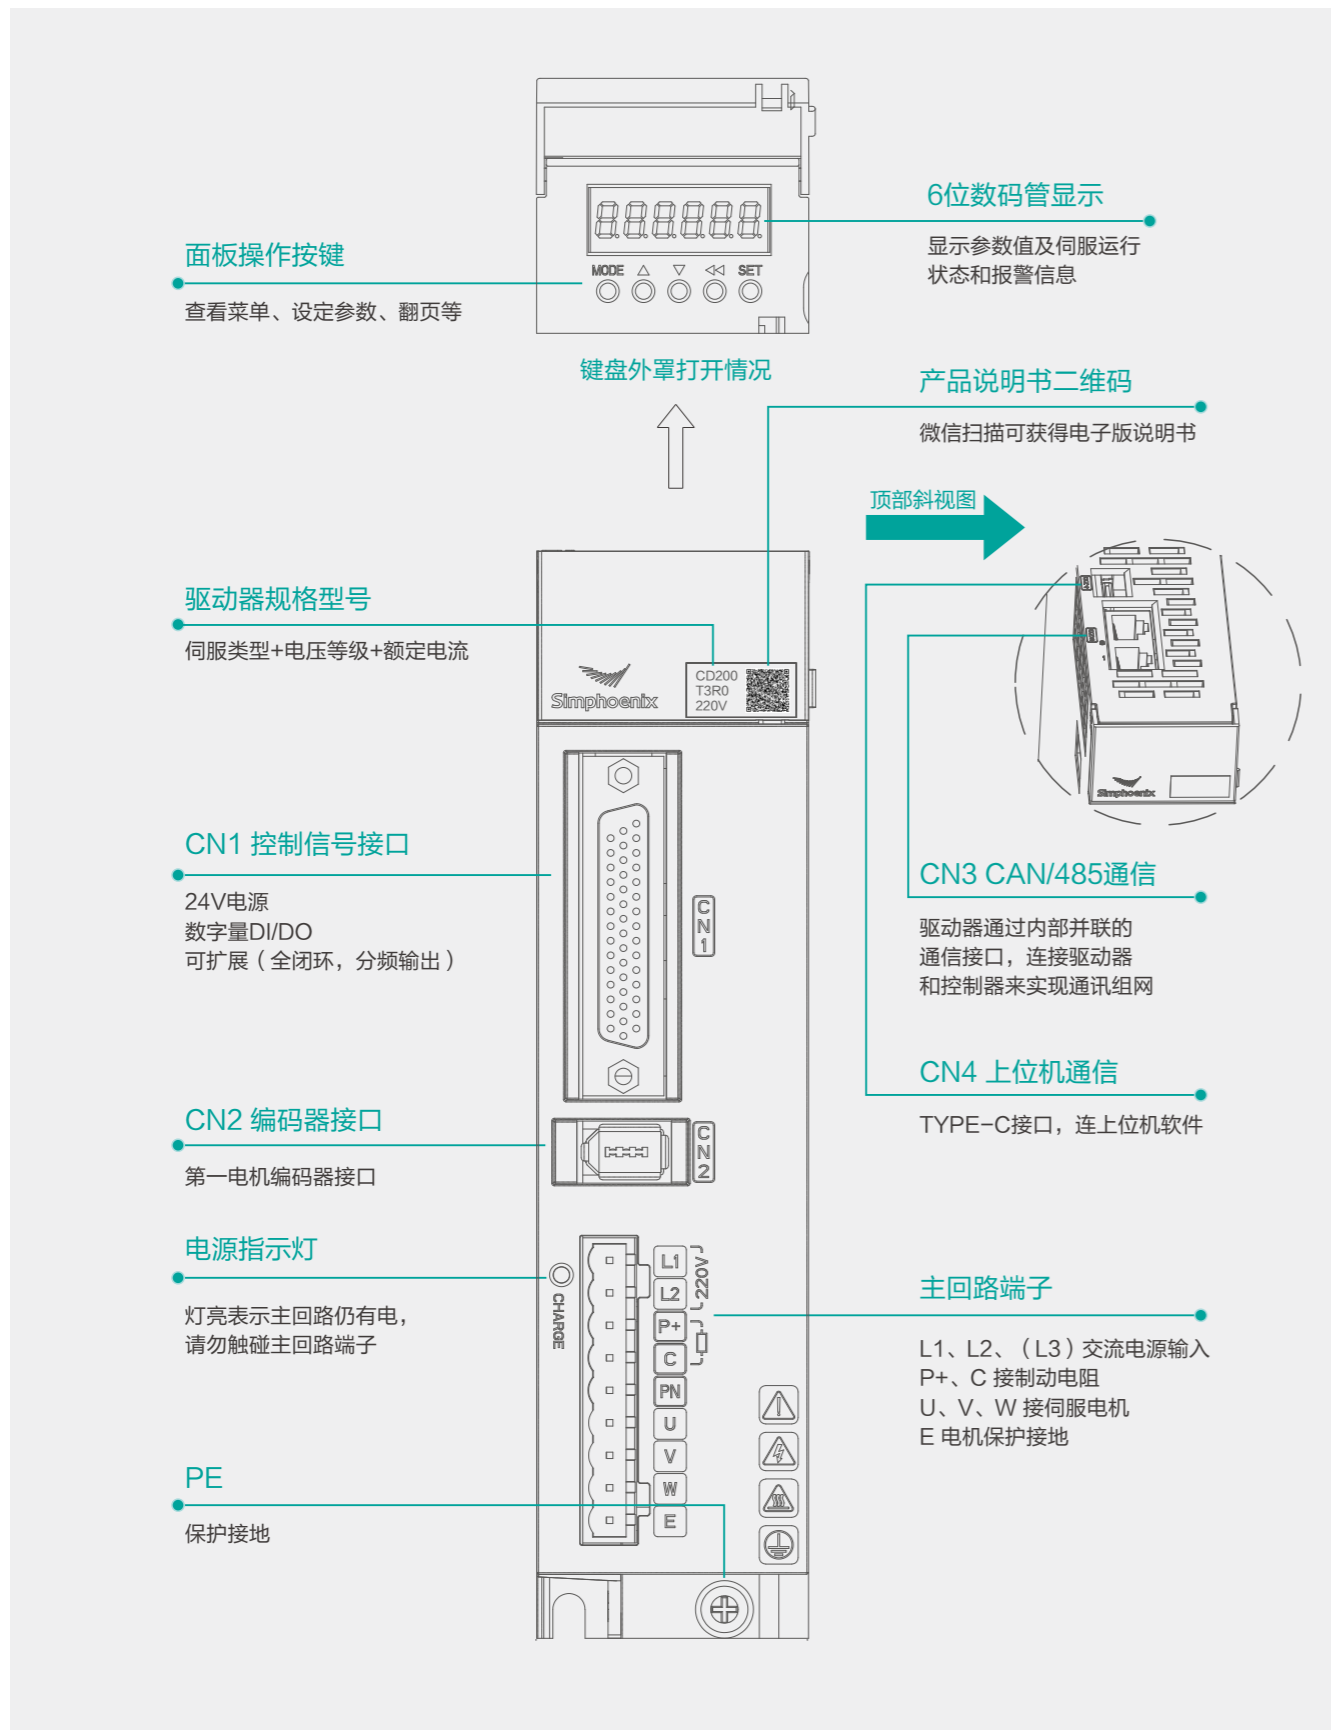 6位数码管显示
显示参数值及伺服运行
状态和报警信息
面板操作按键
查看菜单、设定参数、翻页等
MODE △ ▽ ◁◁ SET
键盘外罩打开情况
产品说明书二维码
微信扫描可获得电子版说明书
顶部斜视图
驱动器规格型号
伺服类型+电压等级+额定电流
Simphoenix
CD200
T3R0
220V
Simphoenix
CN1 控制信号接口
24V电源
数字量DI/DO
可扩展（全闭环，分频输出）
CN1
CN3 CAN/485通信
驱动器通过内部并联的
通信接口，连接驱动器
和控制器来实现通讯组网
CN4 上位机通信
TYPE-C接口，连上位机软件
CN2 编码器接口
第一电机编码器接口
CN2
电源指示灯
灯亮表示主回路仍有电，
请勿触碰主回路端子
CHARGE
L1
L2
220V
P+
C
PN
U
V
W
E
主回路端子
L1、L2、（L3）交流电源输入
P+、C 接制动电阻
U、V、W 接伺服电机
E 电机保护接地
PE
保护接地